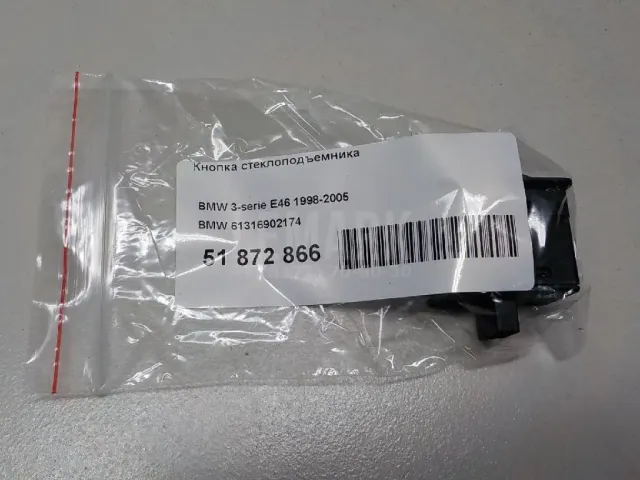 Кнопка стеклоподъемника
BMW 3-serie E46 1998-2005
BMW 61316902174
51 872 866